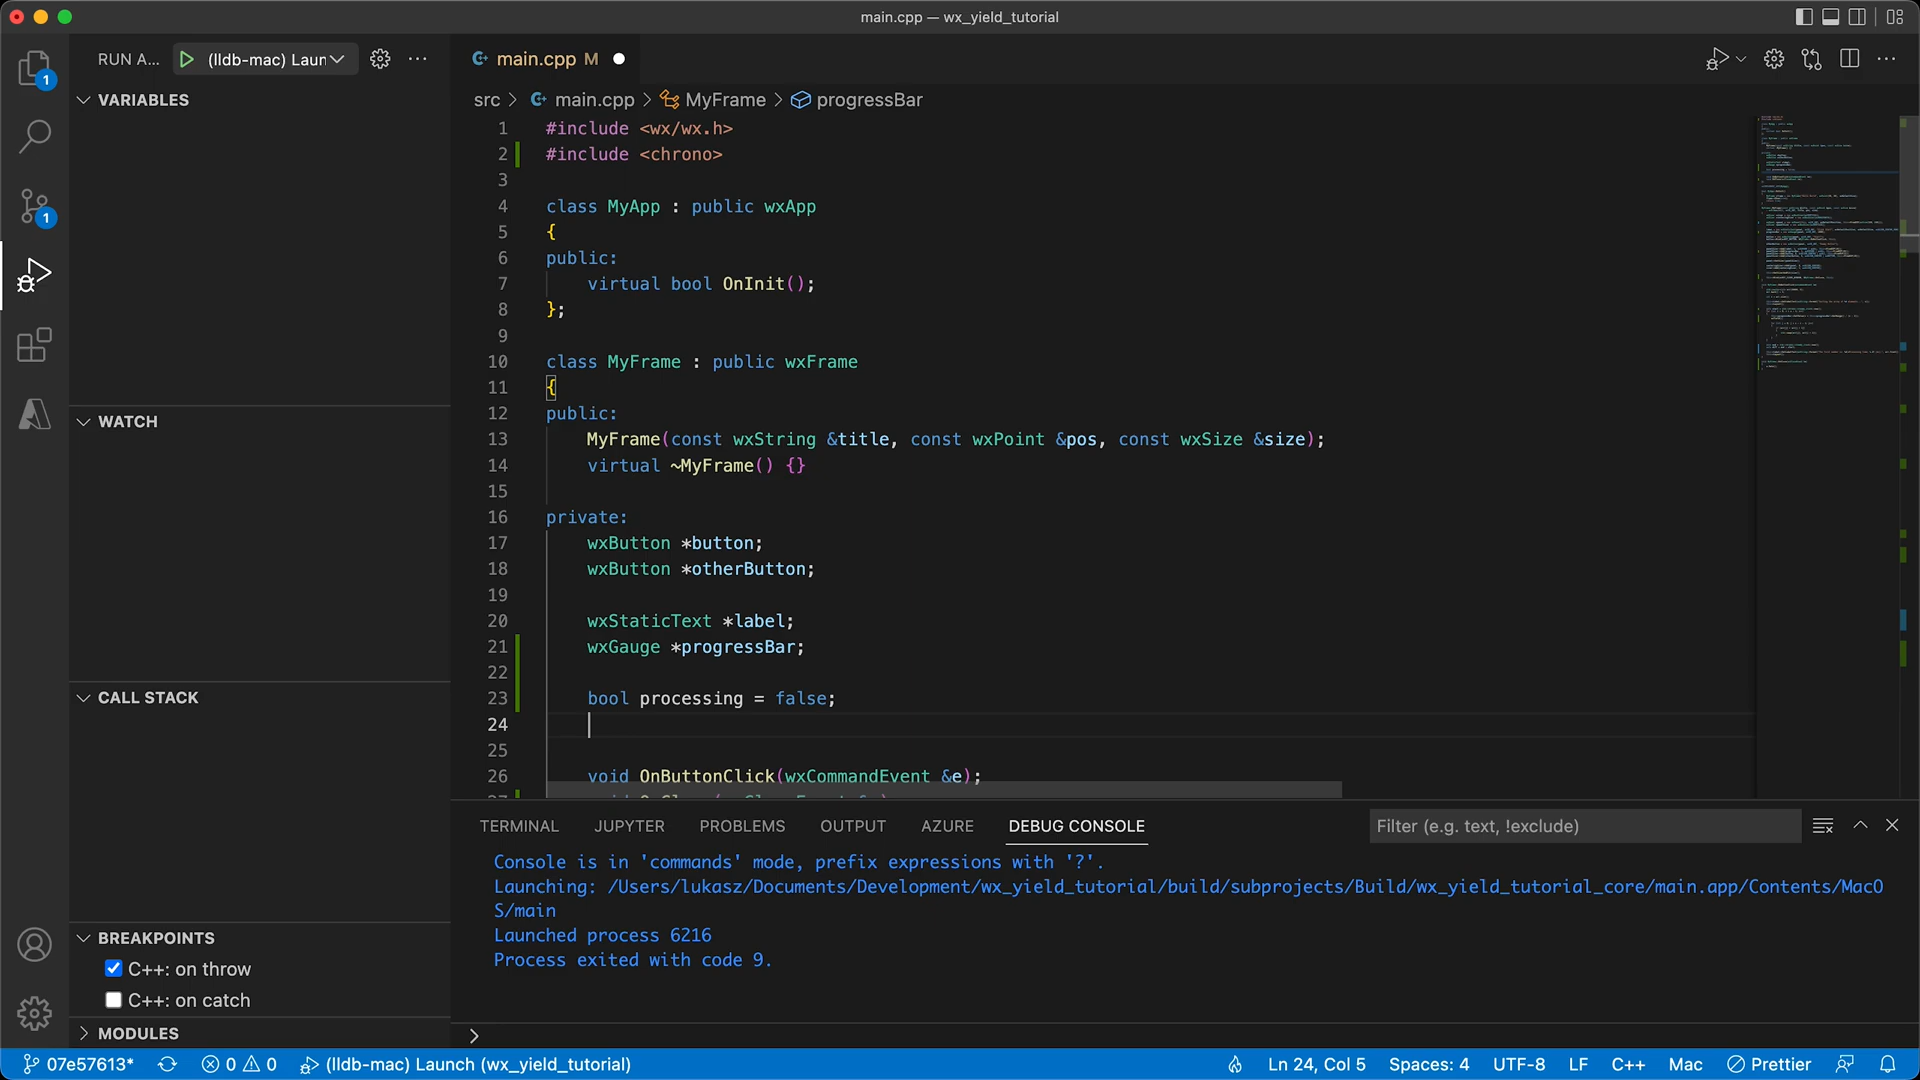 main.cpp — wx_yield_tutorial
RUN A...
(lldb-mac) Laun
main.cpp M
1
VARIABLES
src > main.cpp > MyFrame > progressBar
1 #include <wx/wx.h>
2 #include <chrono>
3
4 class MyApp : public wxApp
5 {
6 public:
7 virtual bool OnInit();
8 };
9
10 class MyFrame : public wxFrame
11 {
12 public:
13 MyFrame(const wxString &title, const wxPoint &pos, const wxSize &size);
14 virtual ~MyFrame() {}
15
16 private:
17 wxButton *button;
18 wxButton *otherButton;
19
20 wxStaticText *label;
21 wxGauge *progressBar;
22
23 bool processing = false;
24
25
26 void OnButtonClick(wxCommandEvent &e);
1
WATCH
CALL STACK
BREAKPOINTS
C++: on throw
C++: on catch
MODULES
TERMINAL
JUPYTER
PROBLEMS
OUTPUT
AZURE
DEBUG CONSOLE
Filter (e.g. text, !exclude)
Console is in 'commands' mode, prefix expressions with '?'.
Launching: /Users/lukasz/Documents/Development/wx_yield_tutorial/build/subprojects/Build/wx_yield_tutorial_core/main.app/Contents/MacO
S/main
Launched process 6216
Process exited with code 9.
>
07e57613*
0
0
(lldb-mac) Launch (wx_yield_tutorial)
Ln 24, Col 5
Spaces: 4
UTF-8
LF
C++
Mac
Prettier